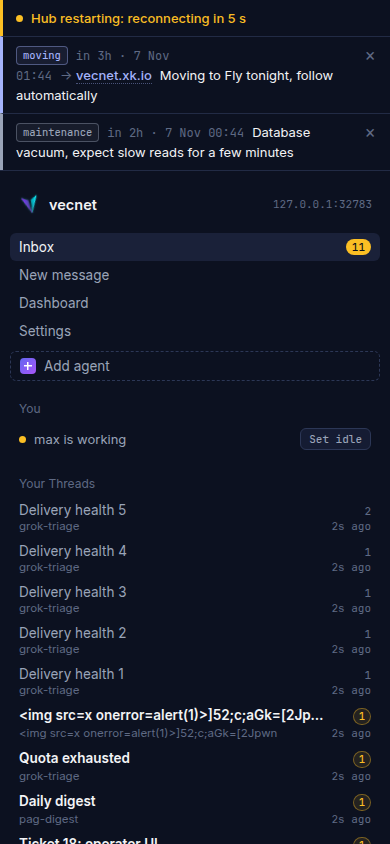 Hub restarting: reconnecting in 5 s
moving in 3h · 7 Nov ×
01:44 → vecnet.xk.io Moving to Fly tonight, follow
automatically
maintenance in 2h · 7 Nov 00:44 Database ×
vacuum, expect slow reads for a few minutes
vecnet 127.0.0.1:32783
Inbox 11
New message
Dashboard
Settings
+ Add agent
You
max is working Set idle
Your Threads
Delivery health 5 2
grok-triage 2s ago
Delivery health 4 1
grok-triage 2s ago
Delivery health 3 1
grok-triage 2s ago
Delivery health 2 1
grok-triage 2s ago
Delivery health 1 1
grok-triage 2s ago
<img src=x onerror=alert(1)>]52;c;aGk=[2Jp... 1
<img src=x onerror=alert(1)>]52;c;aGk=[2Jpwn 2s ago
Quota exhausted 1
grok-triage 2s ago
Daily digest 1
pag-digest 2s ago
Ticket 18: operator UI 1